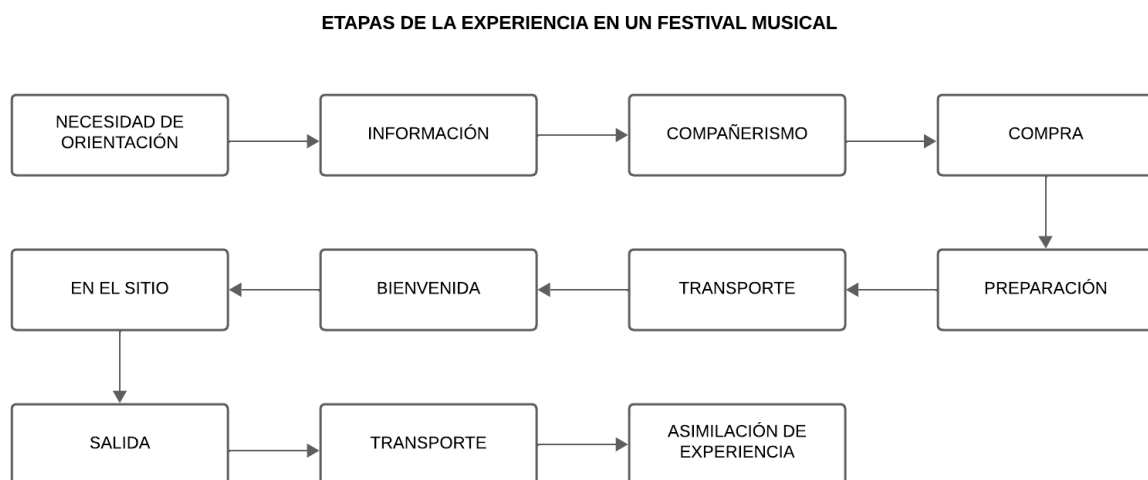 ETAPAS DE LA EXPERIENCIA EN UN FESTIVAL MUSICAL
NECESIDAD DE
ORIENTACIÓN
INFORMACIÓN
COMPAÑERISMO
COMPRA
PREPARACIÓN
TRANSPORTE
BIENVENIDA
EN EL SITIO
SALIDA
TRANSPORTE
ASIMILACIÓN DE
EXPERIENCIA